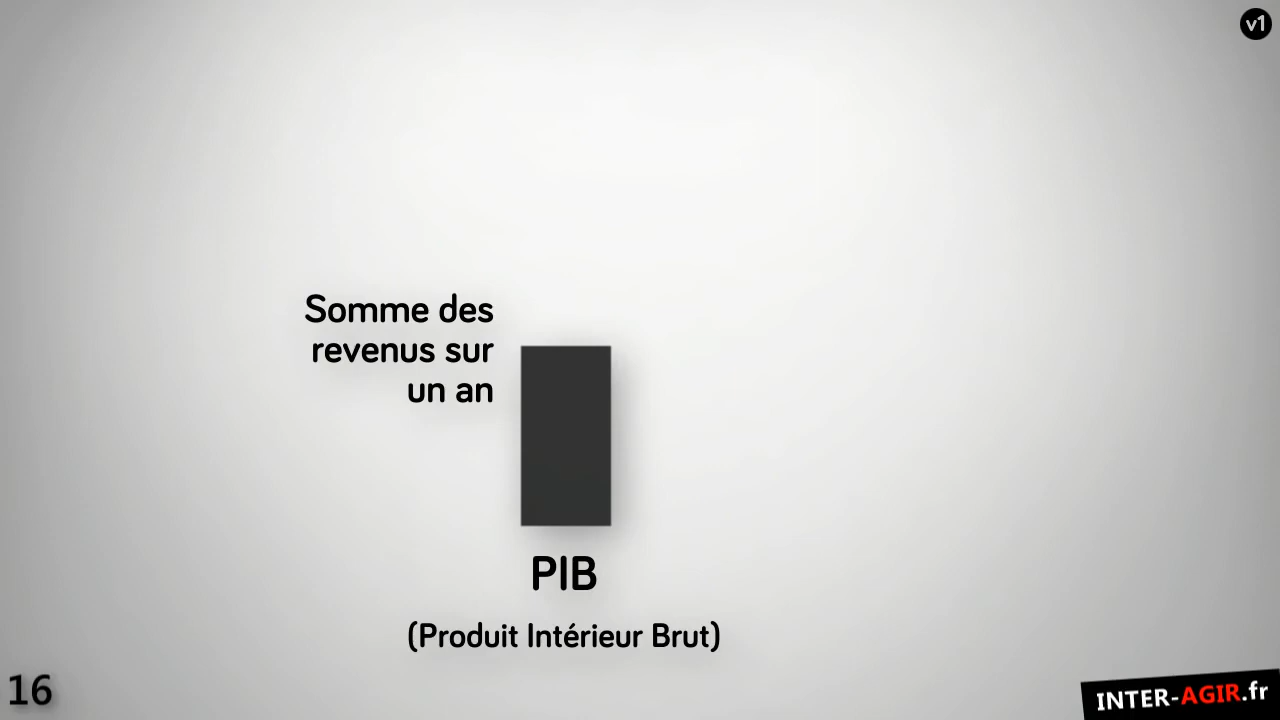 v1
Somme des
revenus sur
un an
PIB
(Produit Intérieur Brut)
16
INTER-AGIR.fr